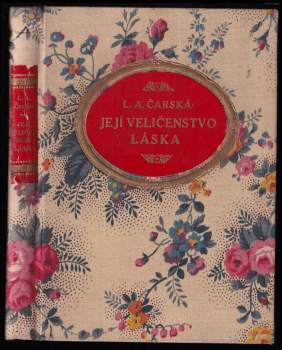 L. A. ČARSKÁ:
JEJÍ VELIČENSTVO
LÁSKA